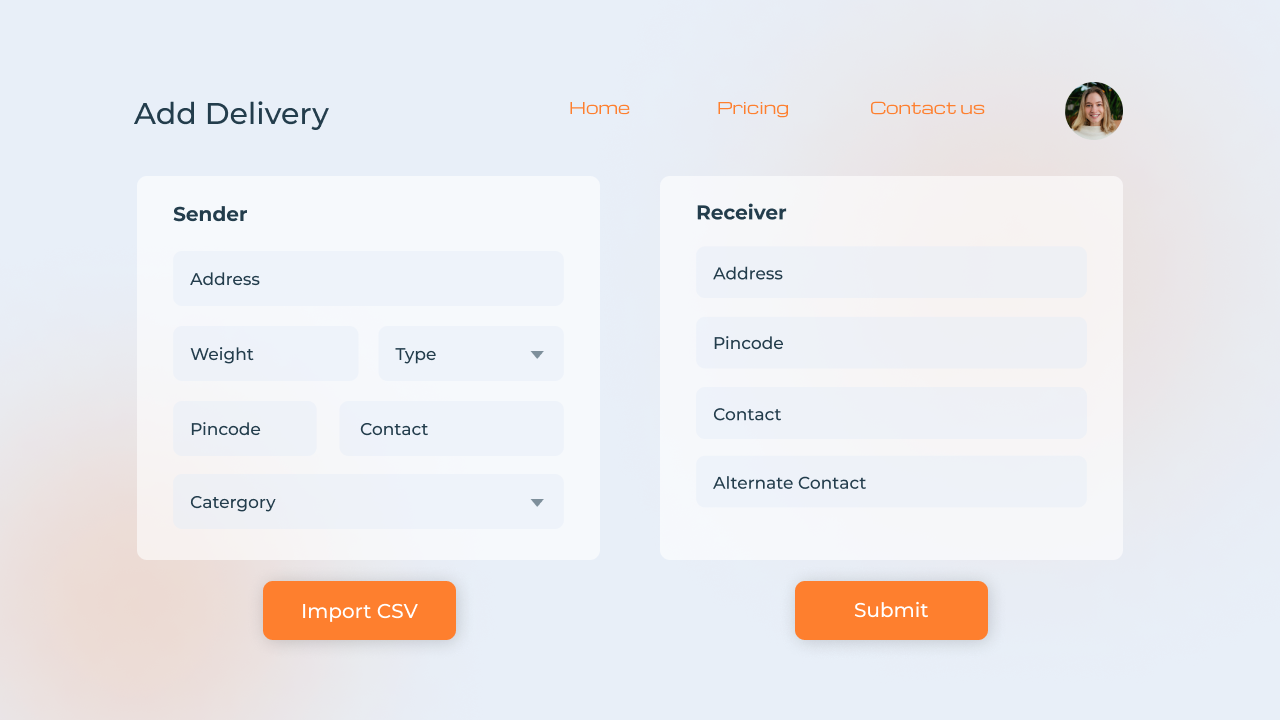 Add Delivery
Home Pricing Contact us
Sender
Address
Weight Type
Pincode Contact
Catergory
Import CSV
Receiver
Address
Pincode
Contact
Alternate Contact
Submit